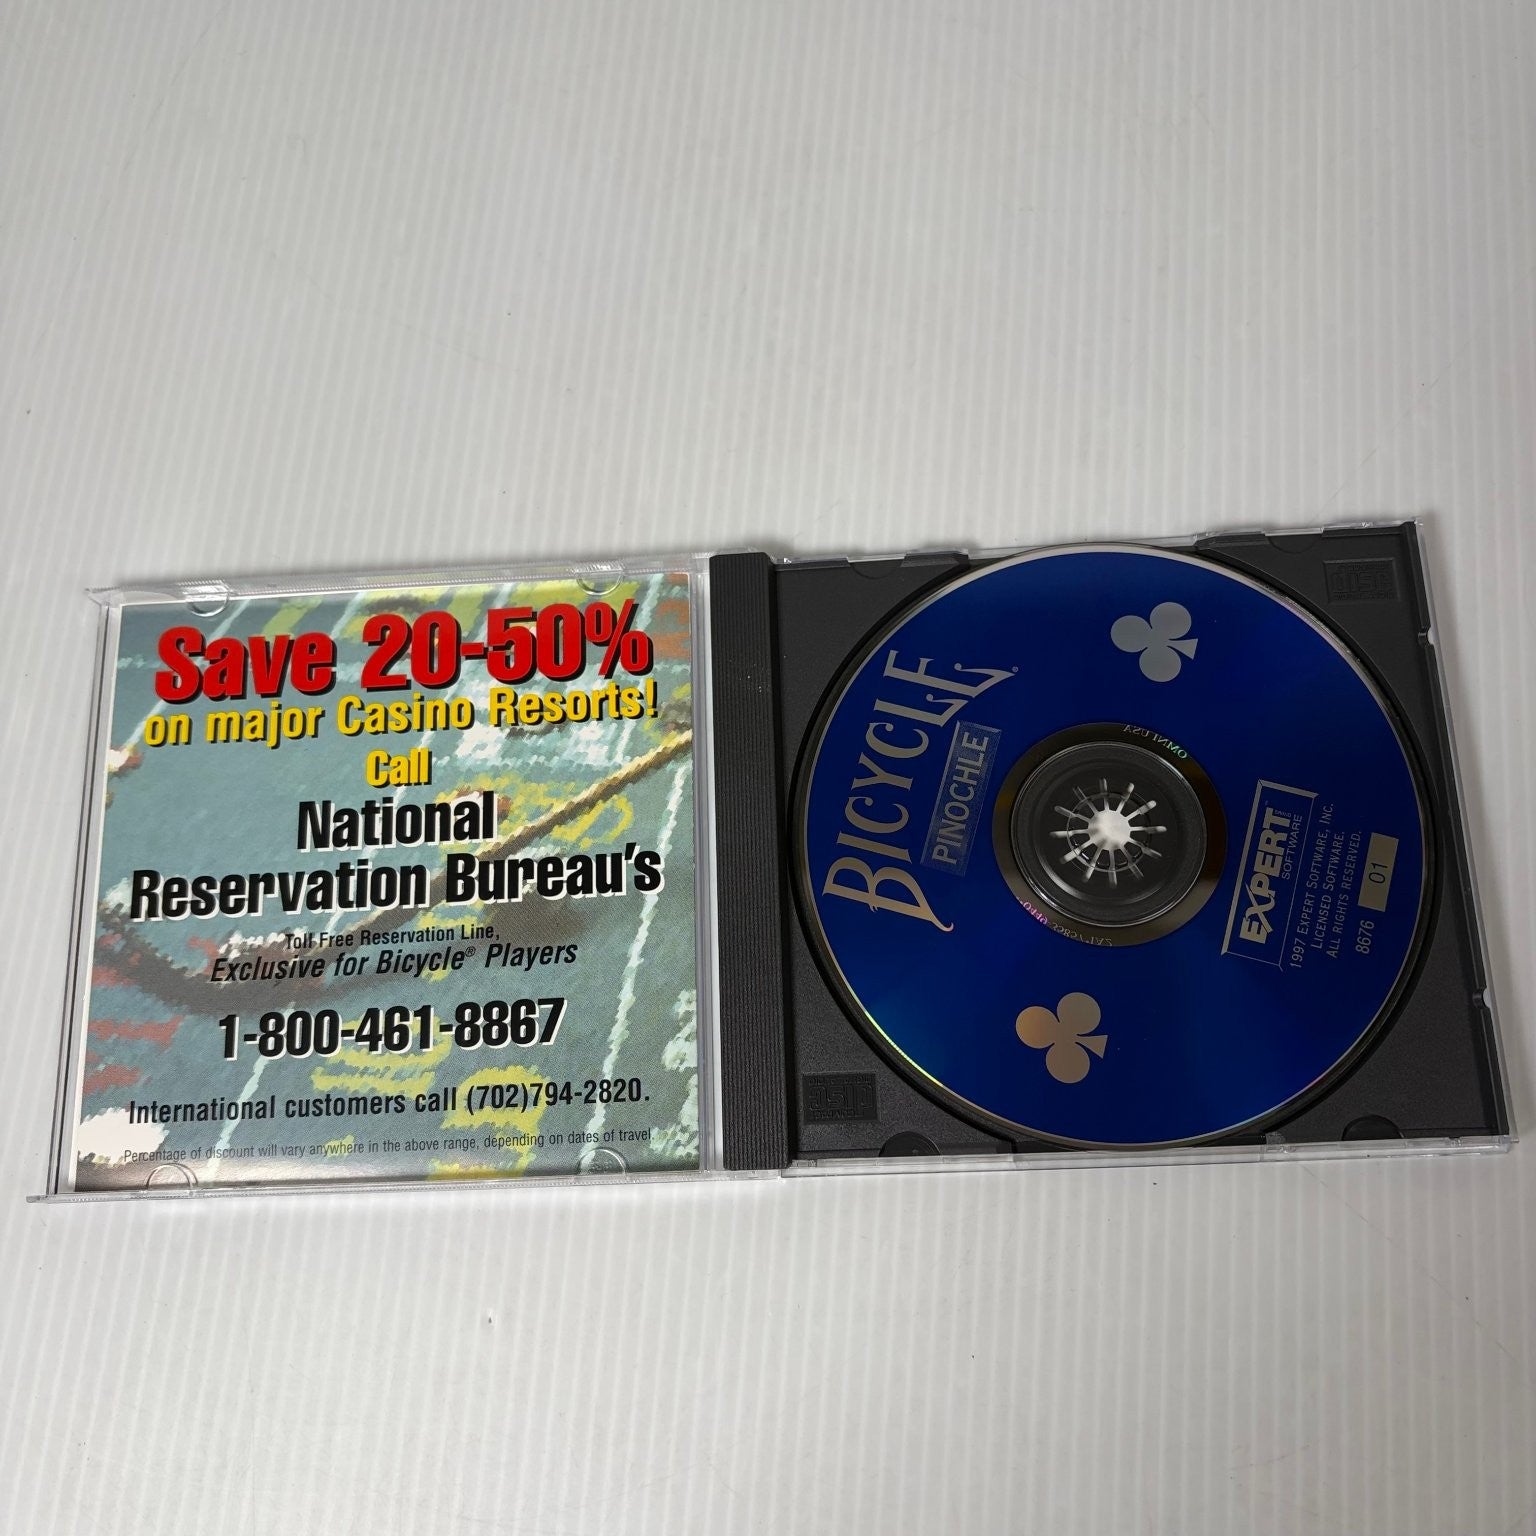 Save 20-50%
on major Casino Resorts!
Call
National
Reservation Bureau's
Toll Free Reservation Line,
Exclusive for Bicycle® Players
1-800-461-8867
International customers call (702)794-2820.
Percentage of discount will vary anywhere in the above range, depending on dates of travel.
BICYCLE®
PINOCHLE
OMNI USA
EXPERT
SOFTWARE
1997 EXPERT SOFTWARE, INC.
LICENSED SOFTWARE.
ALL RIGHTS RESERVED.
8676 01